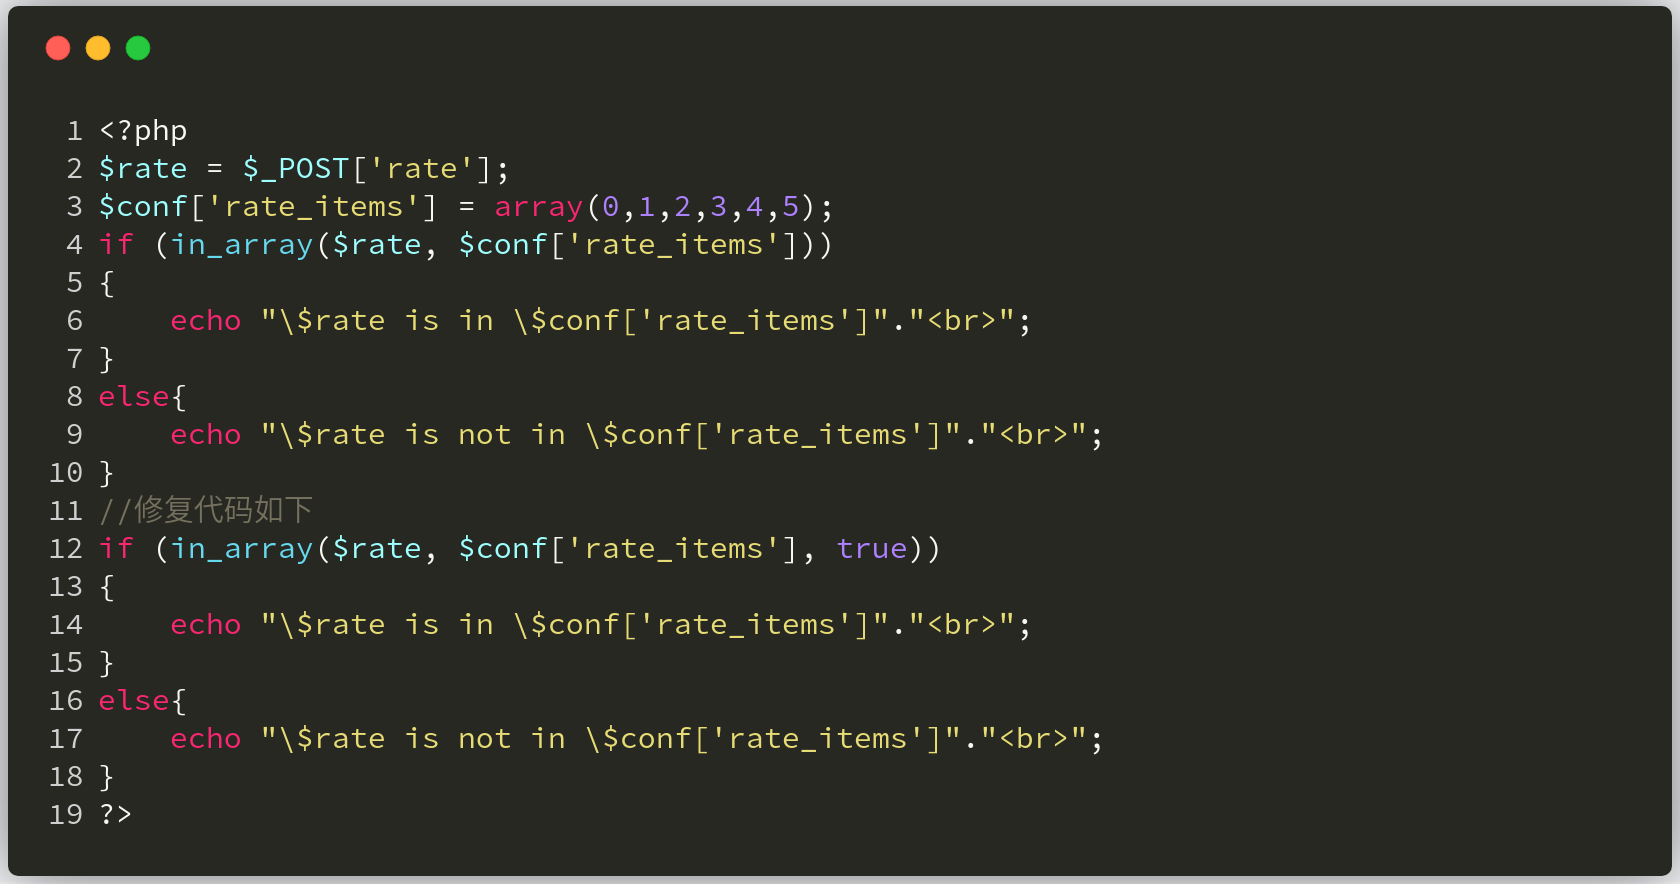 1 <?php
2 $rate = $_POST['rate'];
3 $conf['rate_items'] = array(0,1,2,3,4,5);
4 if (in_array($rate, $conf['rate_items']))
5 {
6     echo "\$rate is in \$conf['rate_items']"."<br>";
7 }
8 else{
9     echo "\$rate is not in \$conf['rate_items']"."<br>";
10 }
11 //修复代码如下
12 if (in_array($rate, $conf['rate_items'], true))
13 {
14     echo "\$rate is in \$conf['rate_items']"."<br>";
15 }
16 else{
17     echo "\$rate is not in \$conf['rate_items']"."<br>";
18 }
19 ?>